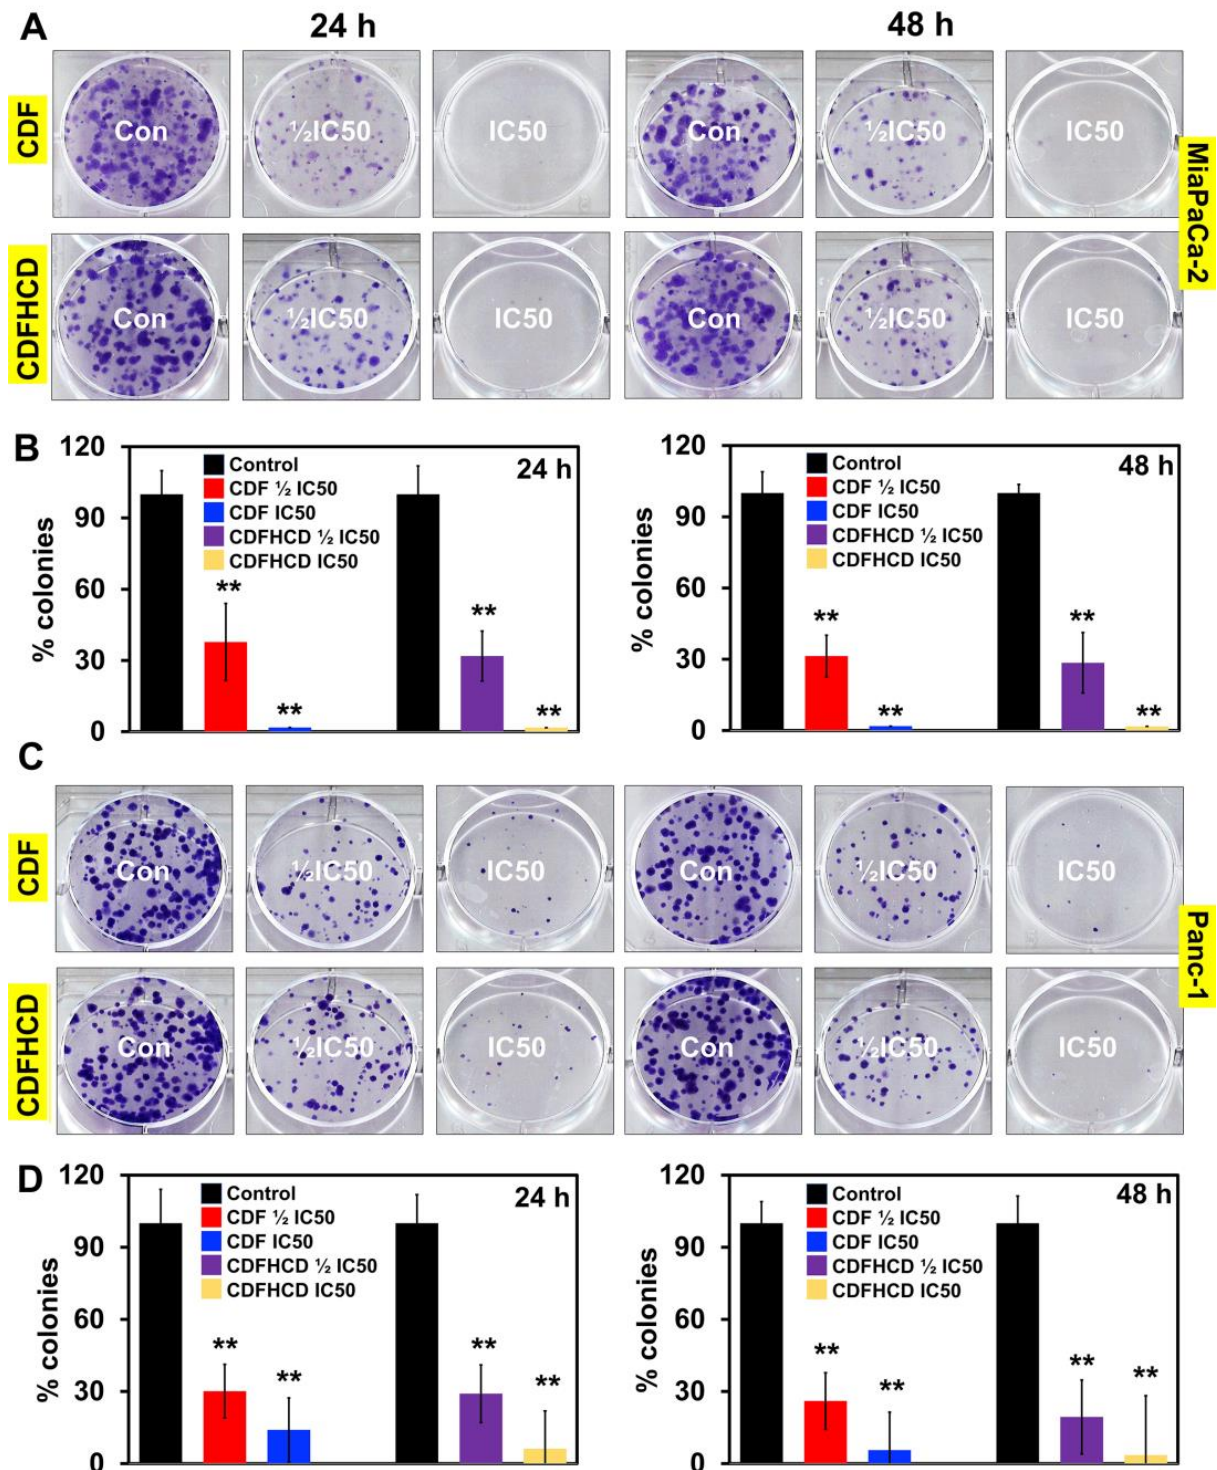 A
24 h
48 h
CDF
Con
½IC50
IC50
Con
½IC50
IC50
MiaPaCa-2
CDFHCD
Con
½IC50
IC50
Con
½IC50
IC50
B
120
90
60
30
0
% colonies
Control
CDF ½ IC50
CDF IC50
CDFHCD ½ IC50
CDFHCD IC50
24 h
**
**
**
**
120
90
60
30
0
% colonies
Control
CDF ½ IC50
CDF IC50
CDFHCD ½ IC50
CDFHCD IC50
48 h
**
**
**
**
C
CDF
Con
½IC50
IC50
Con
½IC50
IC50
Panc-1
CDFHCD
Con
½IC50
IC50
Con
½IC50
IC50
D
120
90
60
30
0
% colonies
Control
CDF ½ IC50
CDF IC50
CDFHCD ½ IC50
CDFHCD IC50
24 h
**
**
**
**
120
90
60
30
0
% colonies
Control
CDF ½ IC50
CDF IC50
CDFHCD ½ IC50
CDFHCD IC50
48 h
**
**
**
**